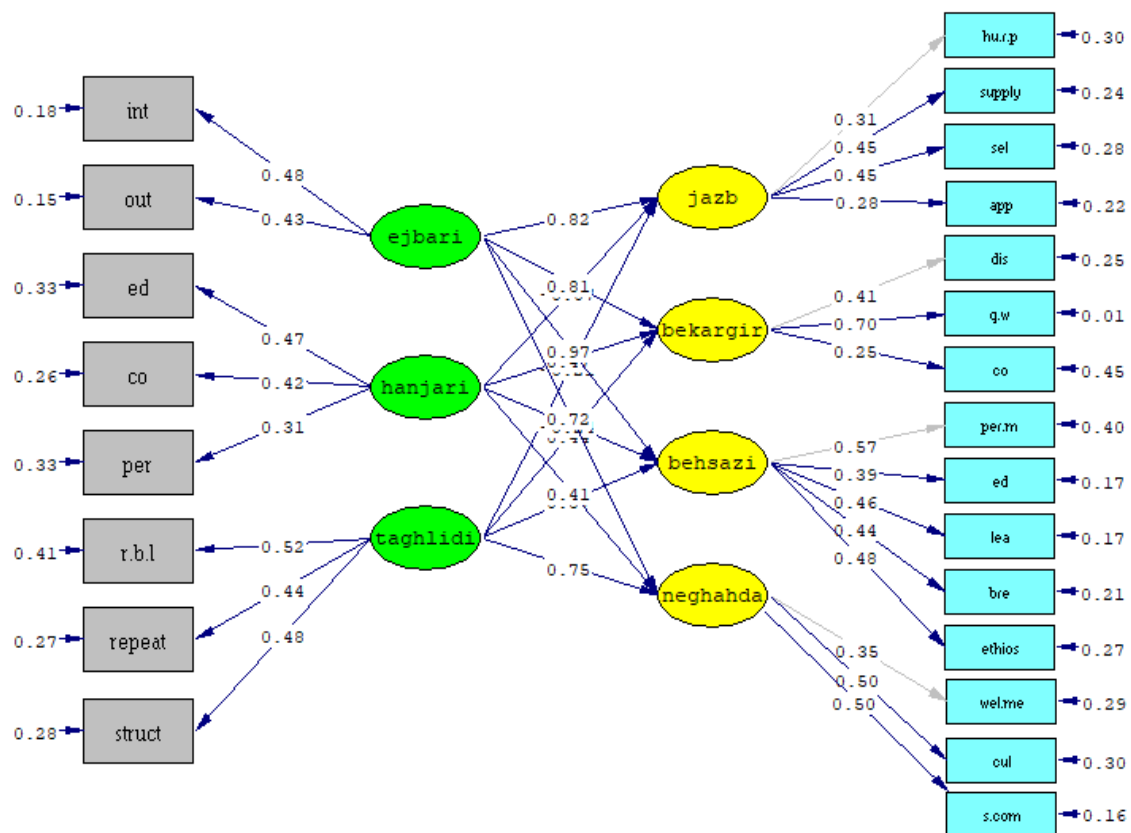 hu.r.p
0.30
supply
0.24
0.18
int
0.31
0.45
sel
0.28
0.48
0.45
0.15
out
jazb
0.28
app
0.22
0.43
ejbari
0.82
dis
0.25
0.33
ed
0.81
0.41
q.w
0.01
0.47
bekargir
0.70
0.97
0.25
co
0.45
0.26
co
0.42
hanjari
0.31
0.72
per.m
0.40
0.33
per
0.57
behsazi
0.39
ed
0.17
0.41
0.46
0.44
lea
0.17
0.41
r.b.l
0.52
taghlidi
0.48
0.75
bre
0.21
0.44
neghahda
0.27
repeat
0.48
0.35
ethios
0.27
0.50
wel.me
0.29
0.50
0.28
struct
cul
0.30
s.com
0.16